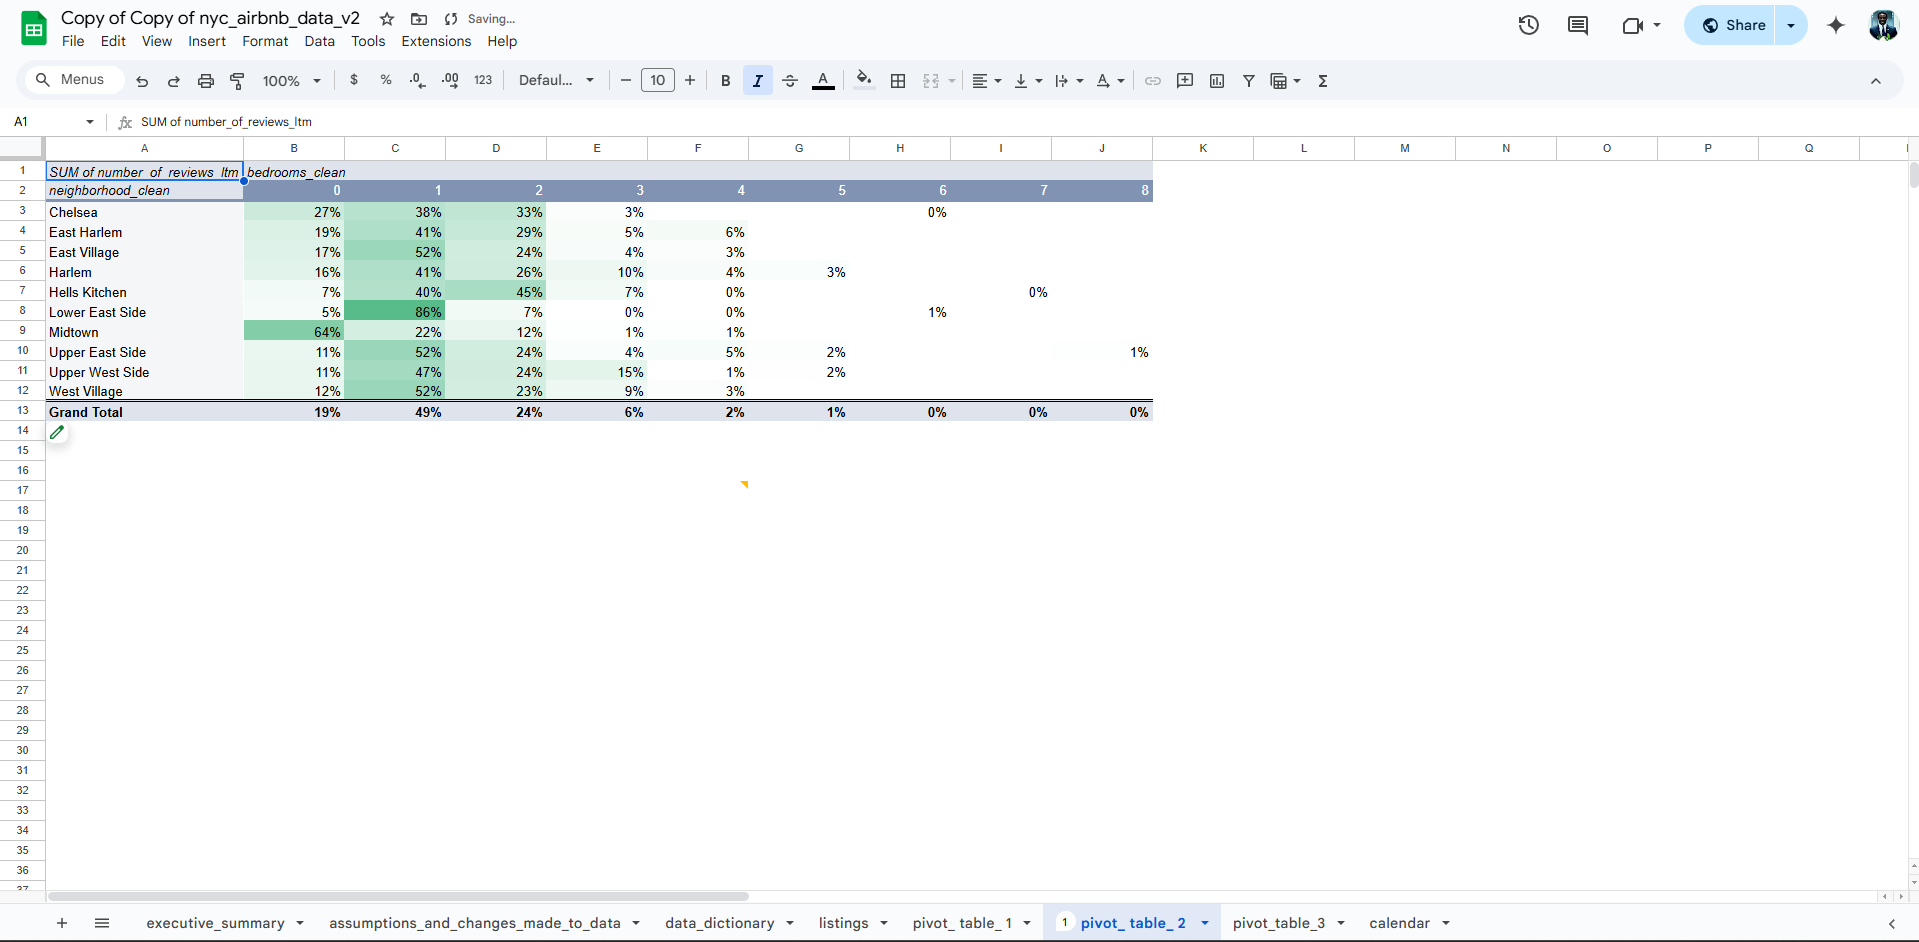 Copy of Copy of nyc_airbnb_data_v2 Saving...
File Edit View Insert Format Data Tools Extensions Help
Share
Menus 100% $ % .0 .00 123 Defaul... 10 B I A
A1 fx SUM of number_of_reviews_ltm
A B C D E F G H I J K L M N O P Q
1 SUM of number_of_reviews_ltm bedrooms_clean
2 neighborhood_clean 0 1 2 3 4 5 6 7 8
3 Chelsea 27% 38% 33% 3% 0%
4 East Harlem 19% 41% 29% 5% 6%
5 East Village 17% 52% 24% 4% 3%
6 Harlem 16% 41% 26% 10% 4% 3%
7 Hells Kitchen 7% 40% 45% 7% 0% 0%
8 Lower East Side 5% 86% 7% 0% 0% 1%
9 Midtown 64% 22% 12% 1% 1%
10 Upper East Side 11% 52% 24% 4% 5% 2% 1%
11 Upper West Side 11% 47% 24% 15% 1% 2%
12 West Village 12% 52% 23% 9% 3%
13 Grand Total 19% 49% 24% 6% 2% 1% 0% 0% 0%
14
15
16
17
18
19
20
21
22
23
24
25
26
27
28
29
30
31
32
33
34
35
36
37
executive_summary assumptions_and_changes_made_to_data data_dictionary listings pivot_ table_ 1 1 pivot_ table_ 2 pivot_table_3 calendar